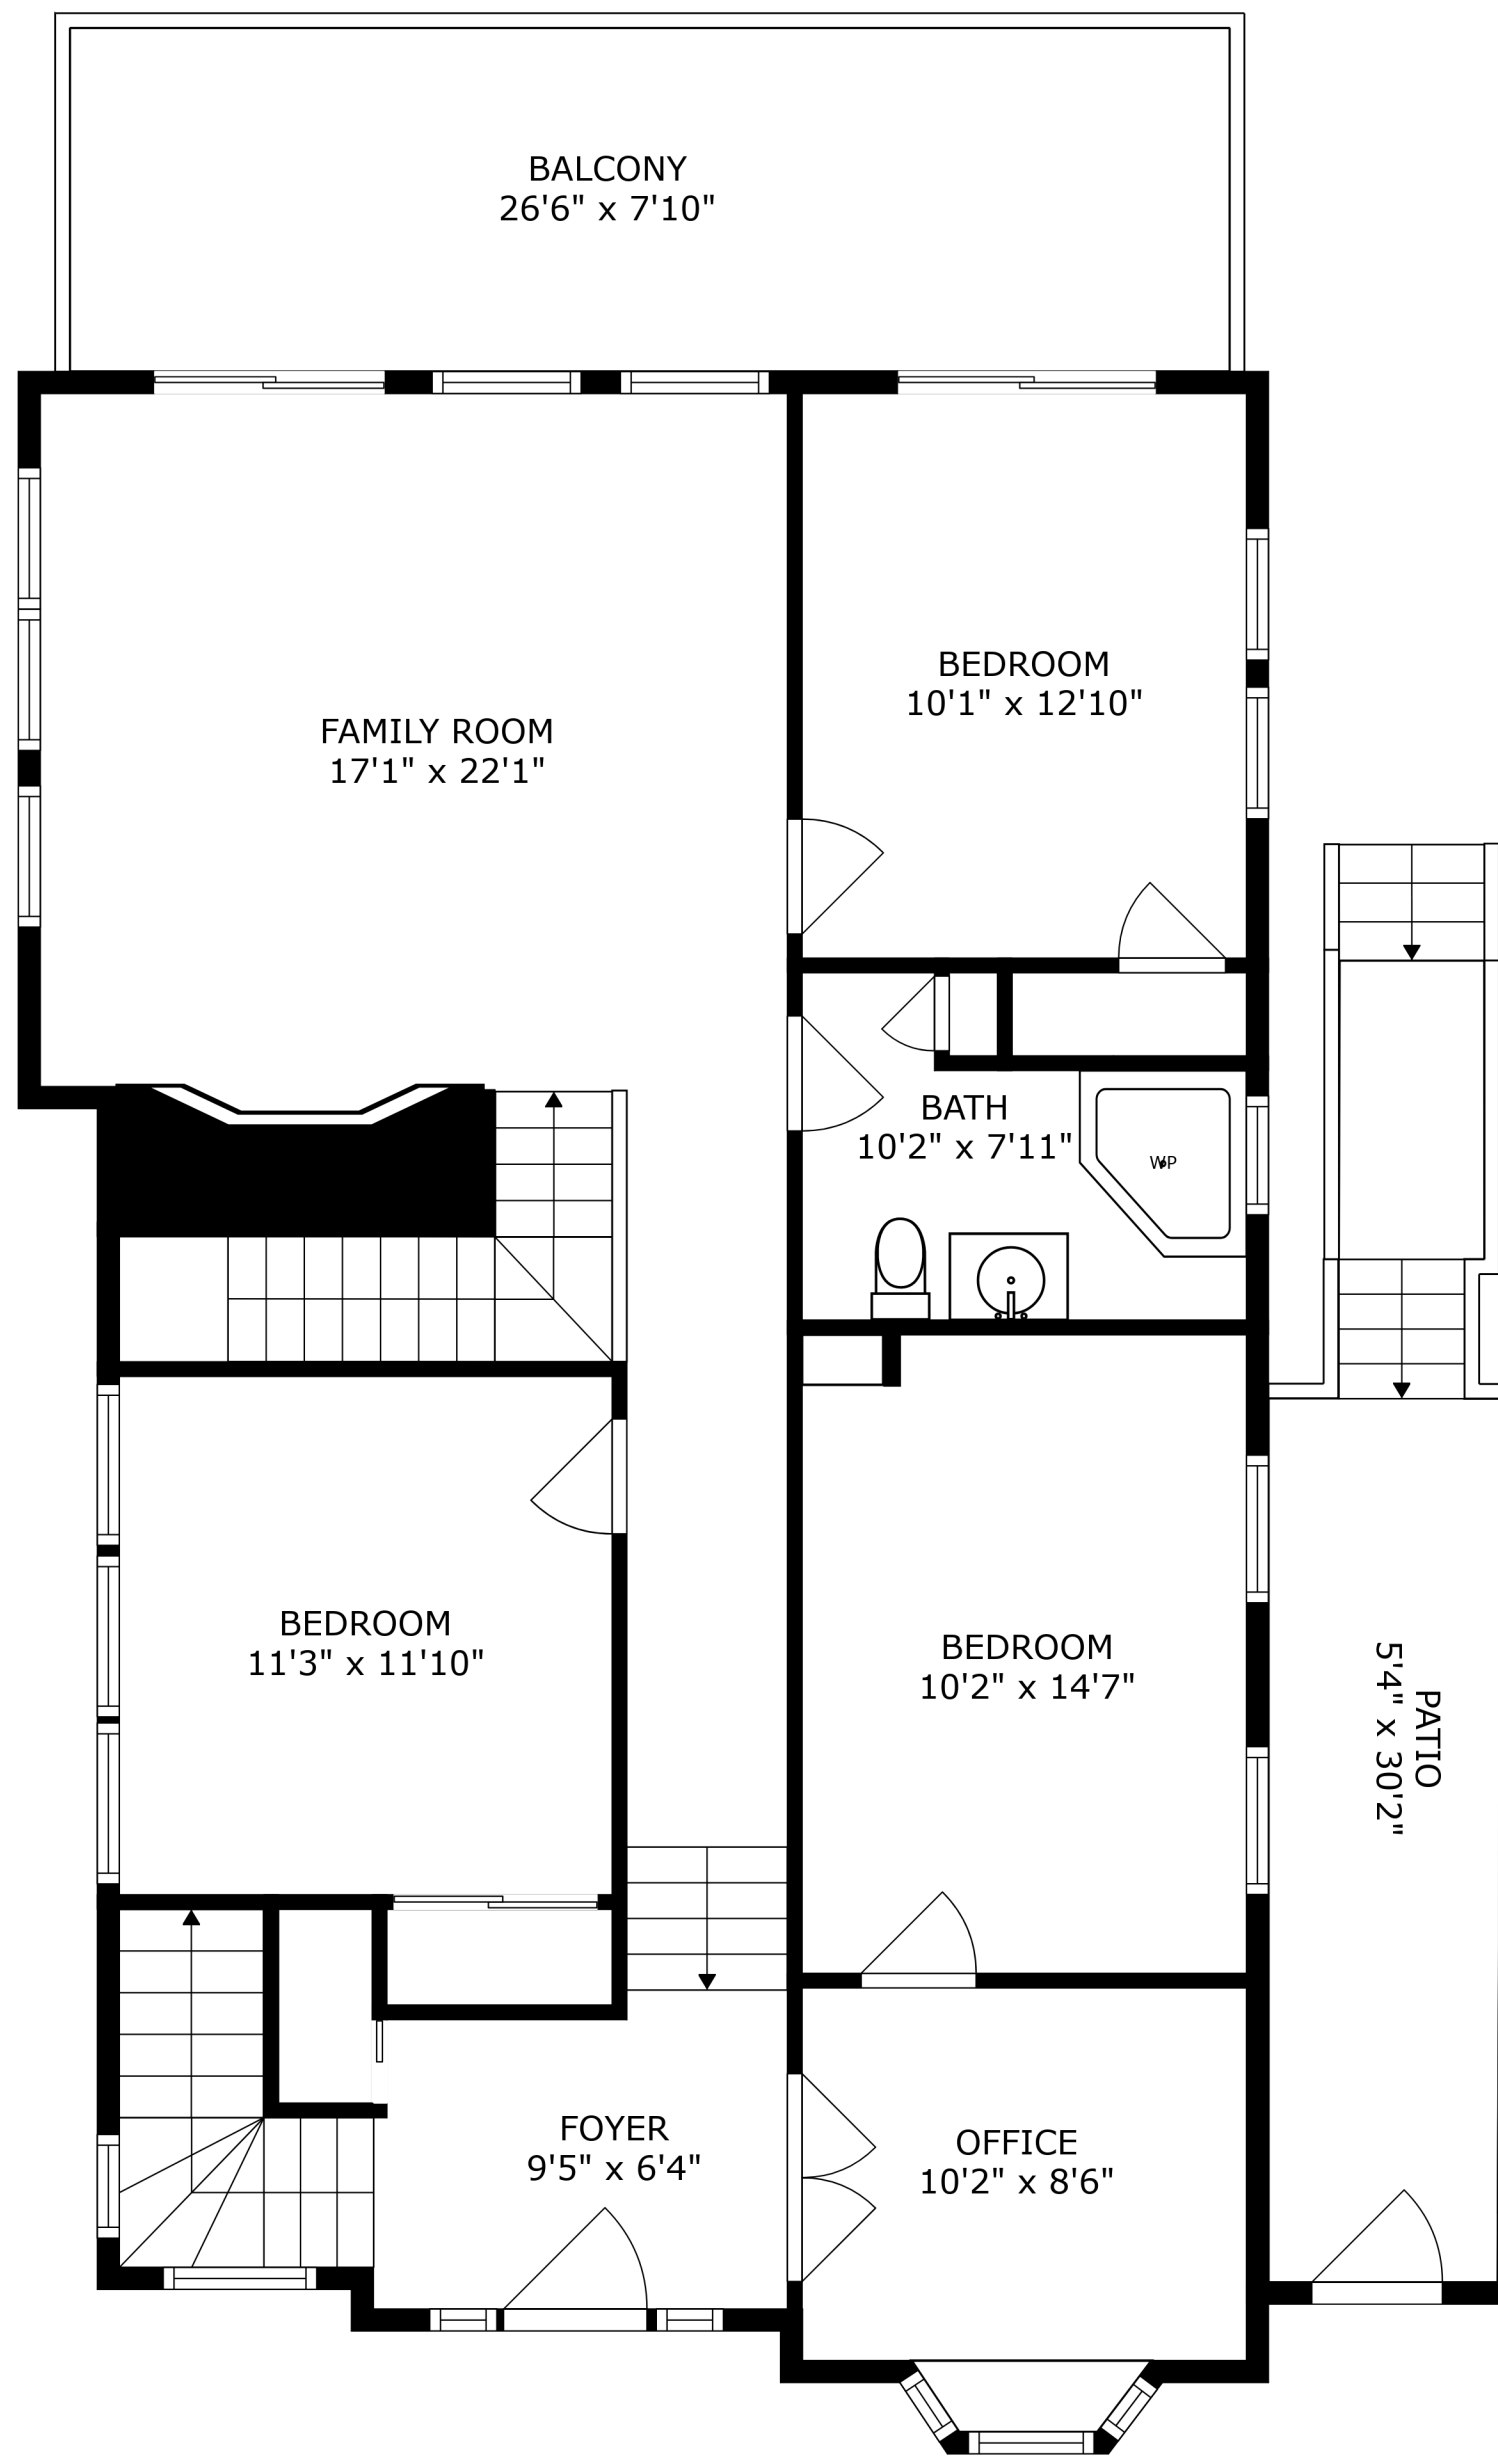 BALCONY
26'6" x 7'10"
BEDROOM
10'1" x 12'10"
FAMILY ROOM
17'1" x 22'1"
BATH
10'2" x 7'11"
WP
BEDROOM
11'3" x 11'10"
BEDROOM
10'2" x 14'7"
PATIO
5'4" x 30'2"
FOYER
9'5" x 6'4"
OFFICE
10'2" x 8'6"